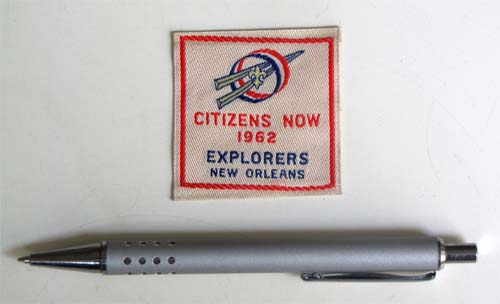 CITIZENS NOW
1962
EXPLORERS
NEW ORLEANS